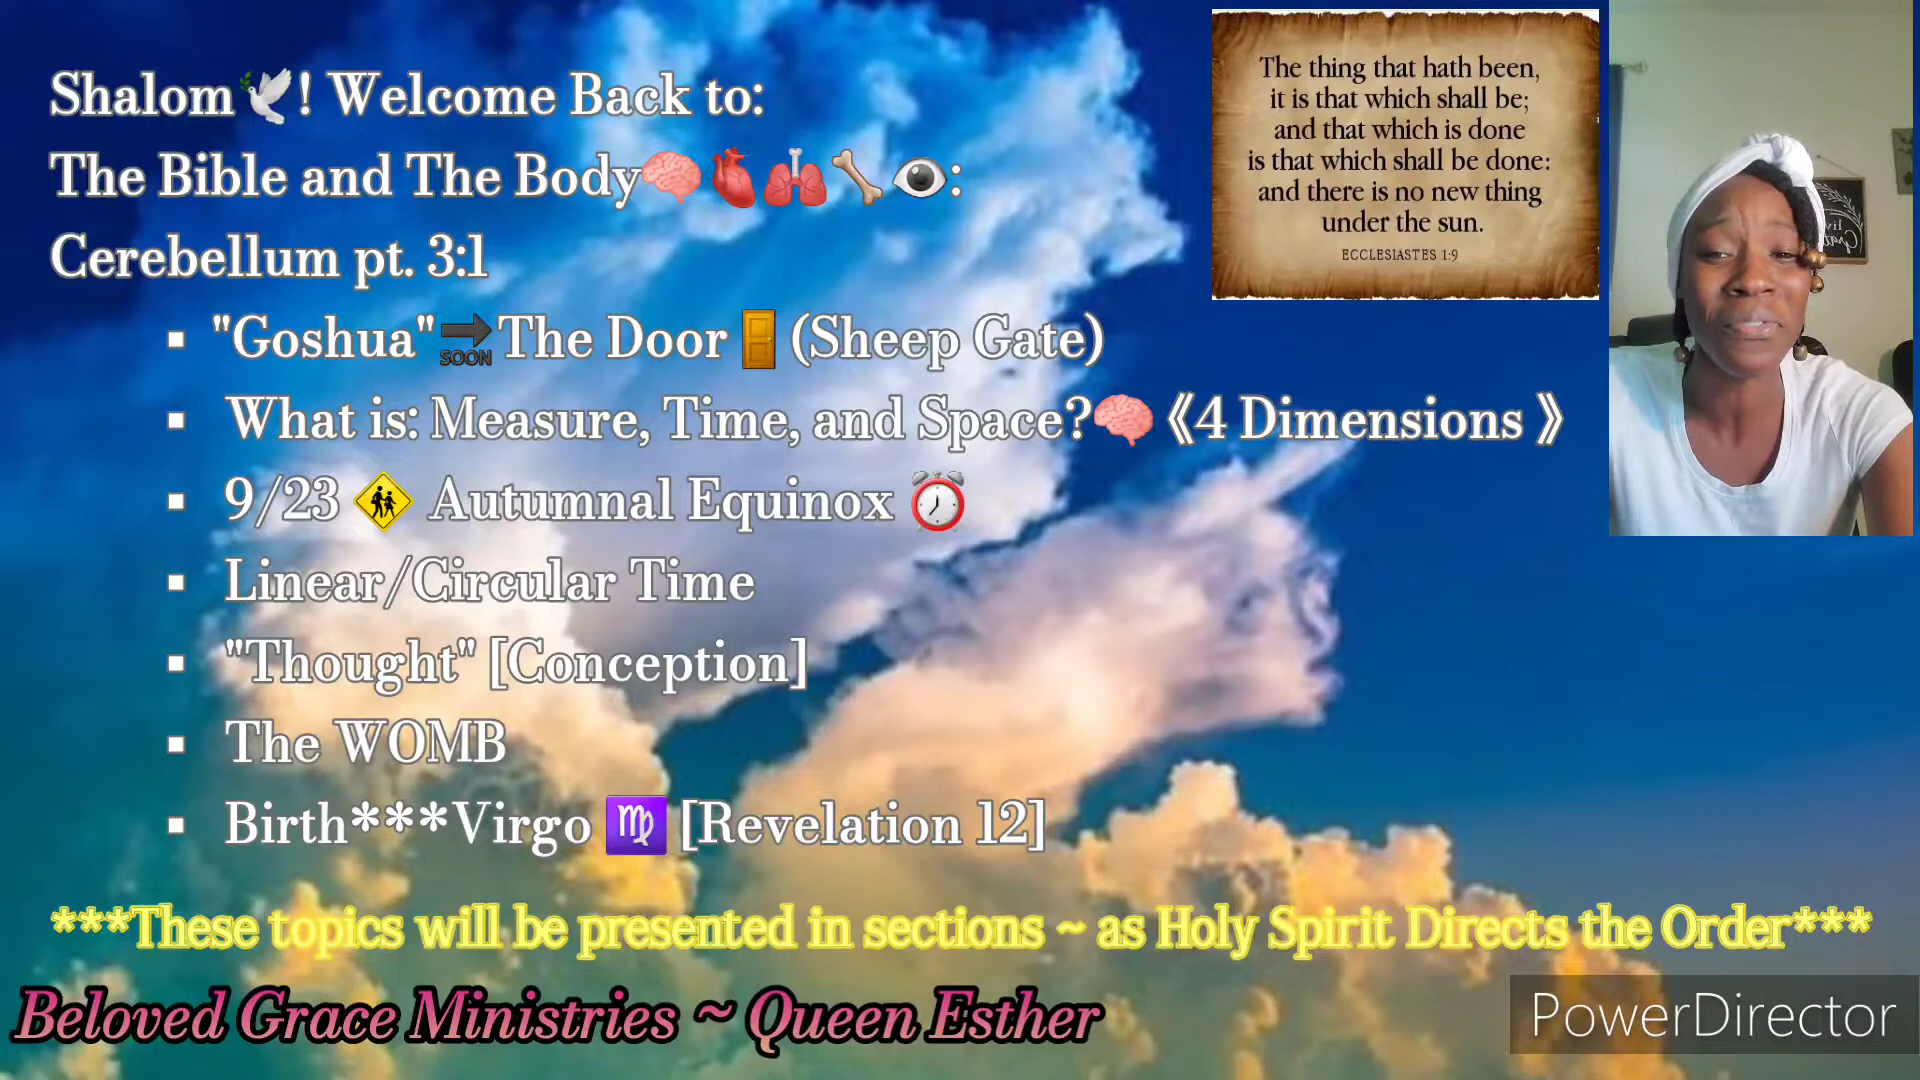 Shalom🕊! Welcome Back to:
The Bible and The Body🧠🫀🫁🦴👁:
Cerebellum pt. 3:1
▪ "Goshua"🔜The Door🚪(Sheep Gate)
▪ What is: Measure, Time, and Space?🧠《4 Dimensions 》
▪ 9/23 🚸 Autumnal Equinox ⏰
▪ Linear/Circular Time
▪ "Thought" [Conception]
▪ The WOMB
▪ Birth***Virgo ♍ [Revelation 12]
***These topics will be presented in sections ~ as Holy Spirit Directs the Order***
Beloved Grace Ministries ~ Queen Esther
The thing that hath been,
it is that which shall be;
and that which is done
is that which shall be done:
and there is no new thing
under the sun.
ECCLESIASTES 1:9
PowerDirector